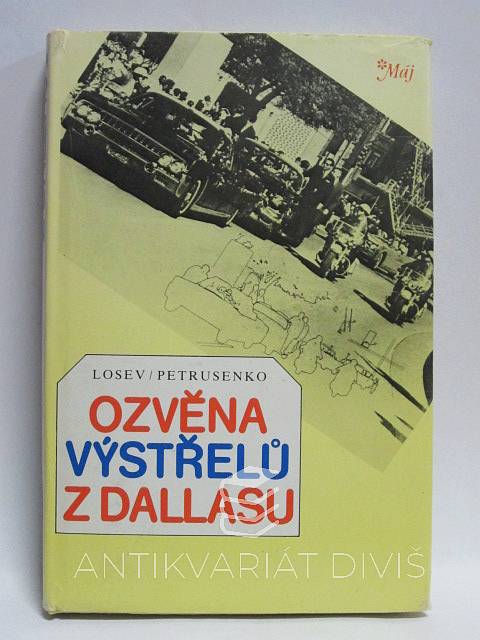 *Máj
LOSEV/PETRUSENKO
OZVĚNA
VÝSTŘELŮ
Z DALLASU
ANTIKVARIÁT DIVIŠ